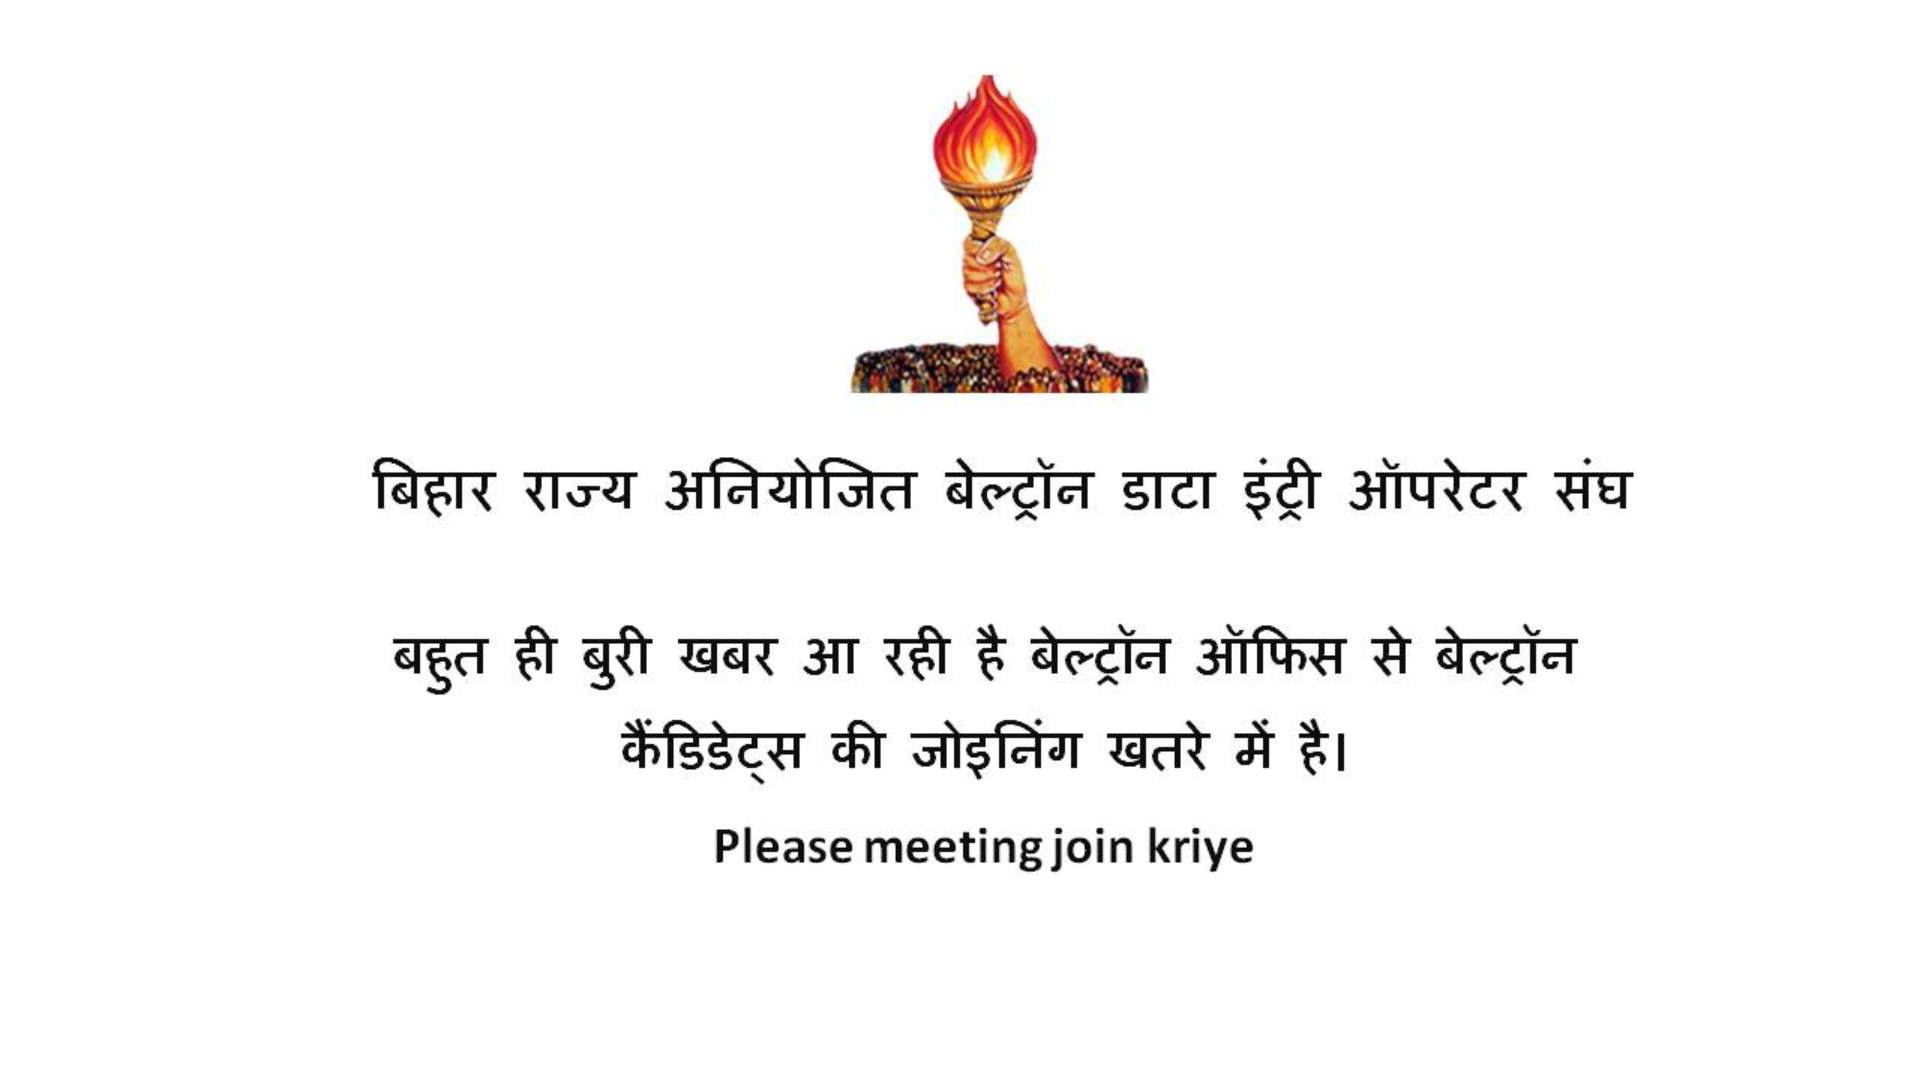 बिहार राज्य अनियोजित बेल्ट्रॉन डाटा इंट्री ऑपरेटर संघ
बहुत ही बुरी खबर आ रही है बेल्ट्रॉन ऑफिस से बेल्ट्रॉन
कैंडिडेट्स की जोइनिंग खतरे में है।
Please meeting join kriye